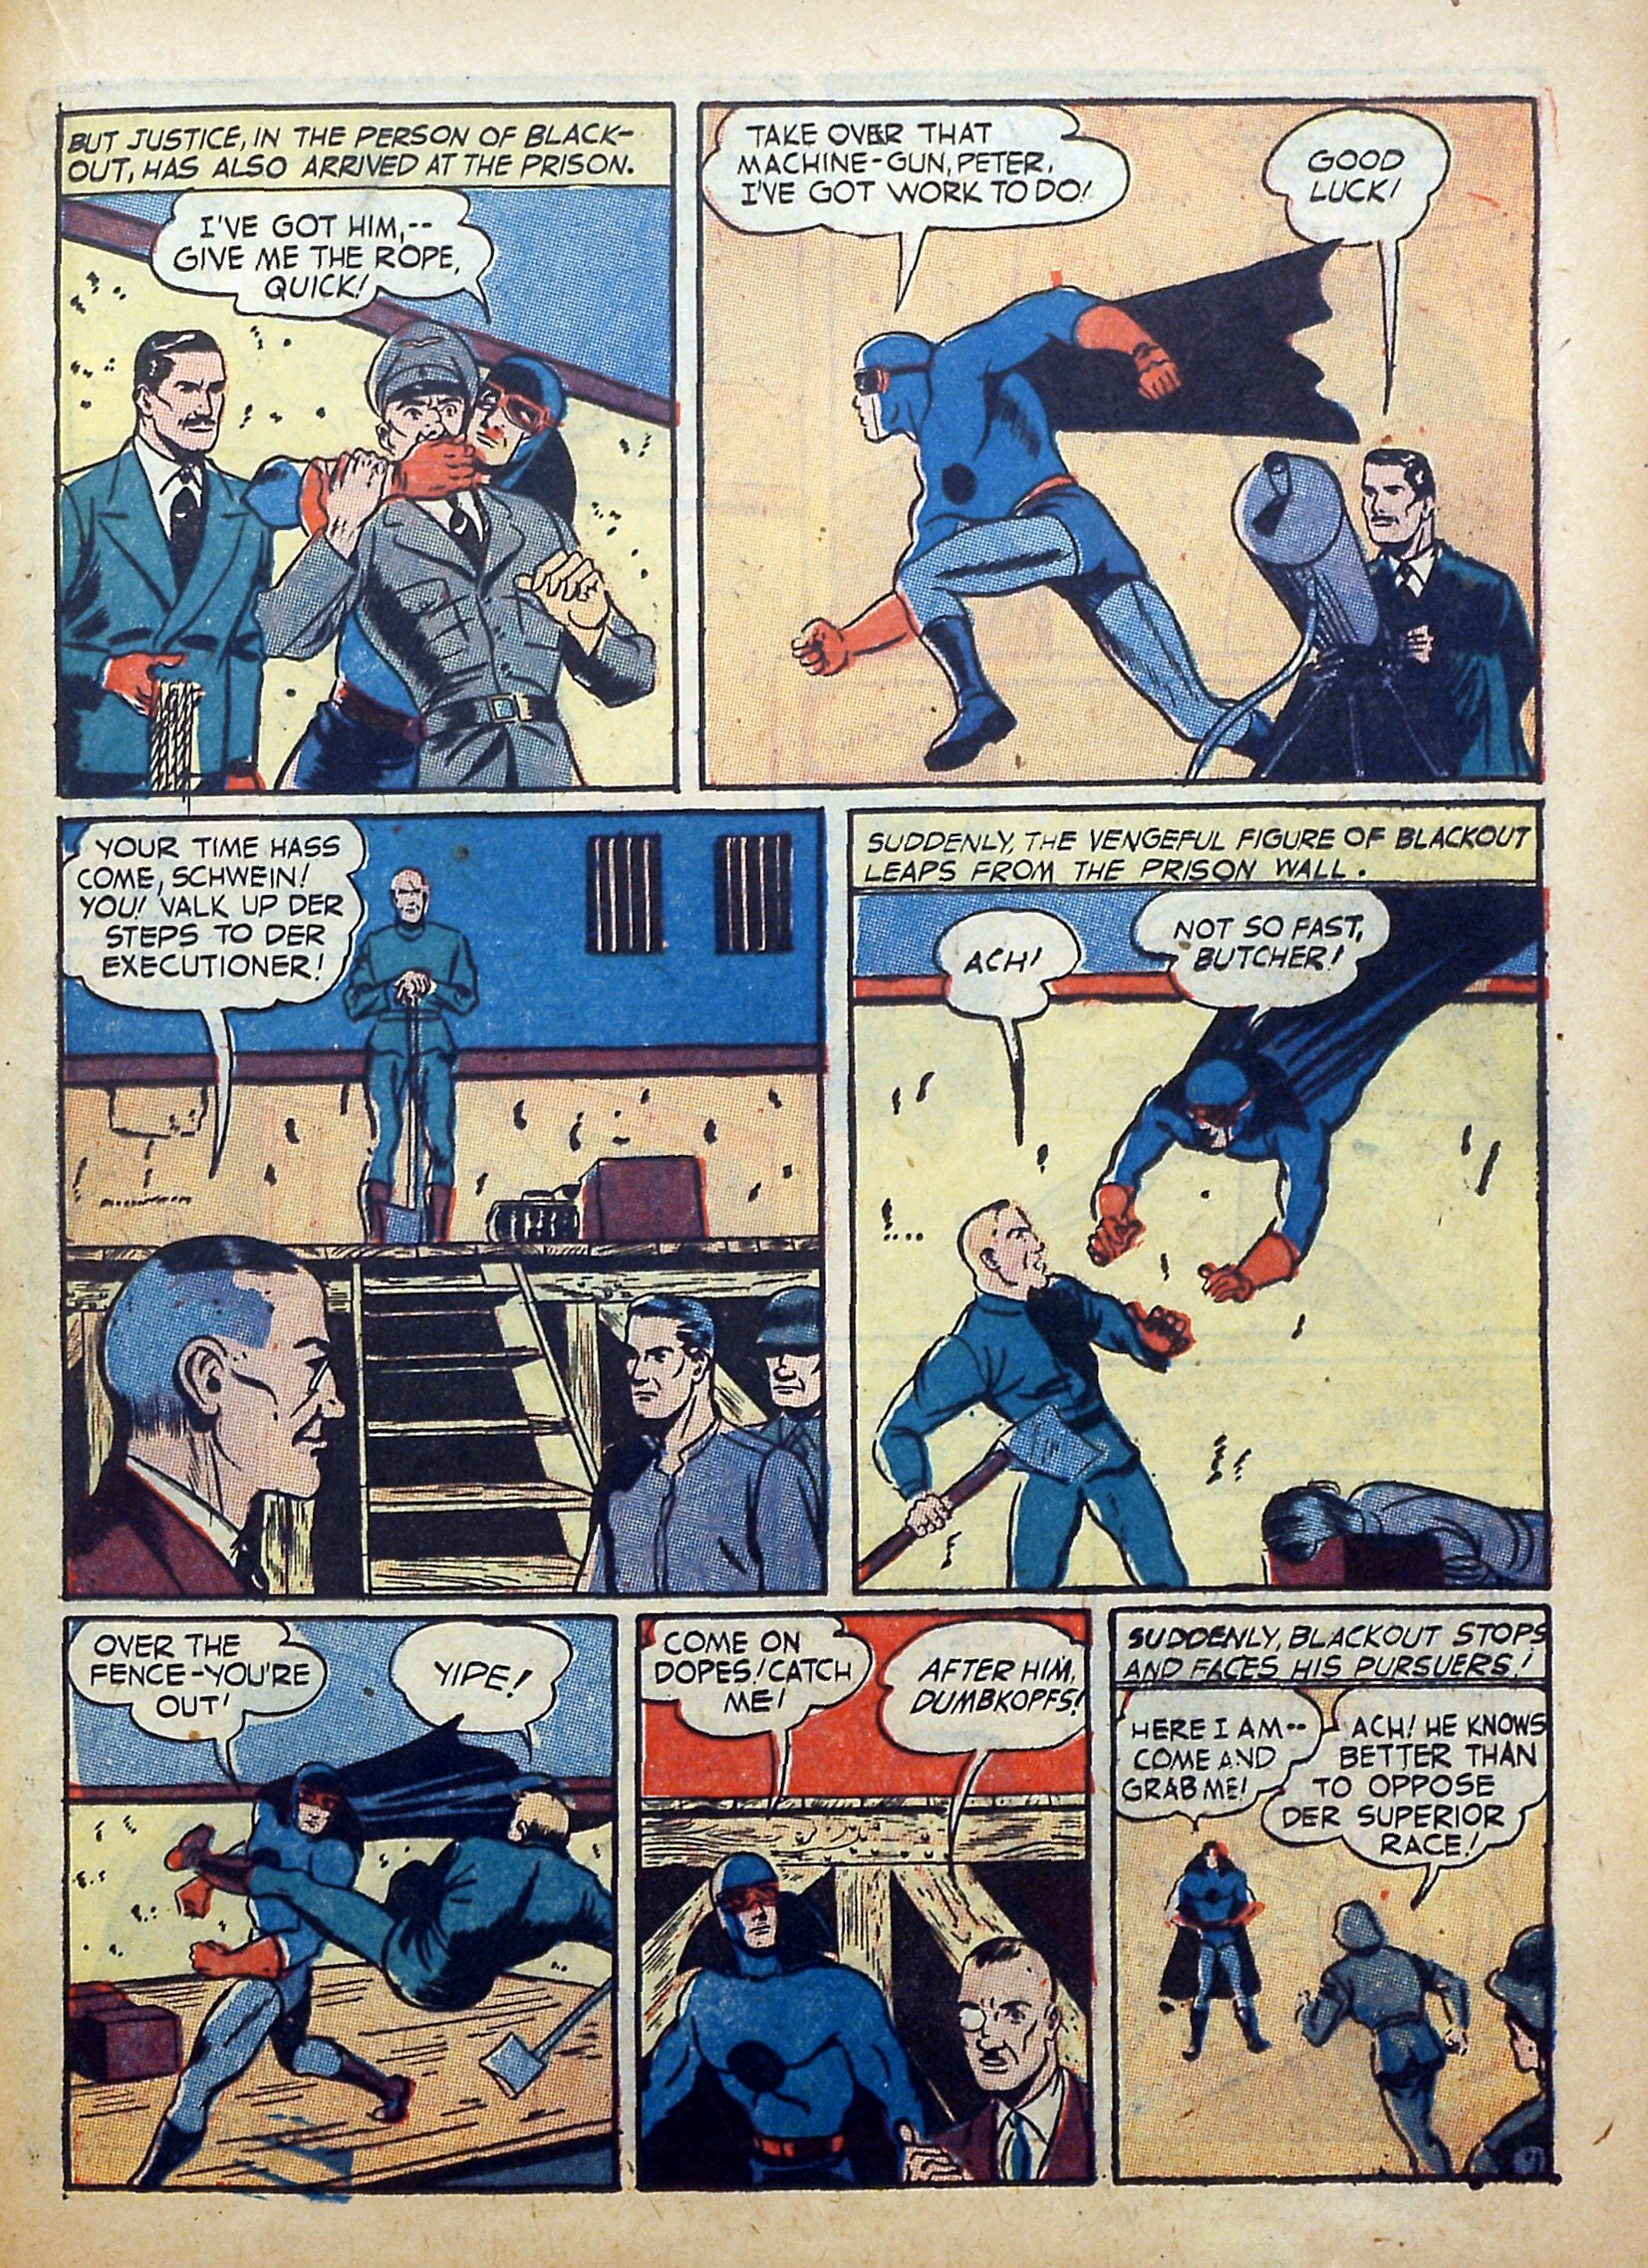 BUT JUSTICE, IN THE PERSON OF BLACK-
OUT, HAS ALSO ARRIVED AT THE PRISON.
I'VE GOT HIM,--
GIVE ME THE ROPE,
QUICK!
TAKE OVER THAT
MACHINE-GUN, PETER,
I'VE GOT WORK TO DO!
GOOD
LUCK!
YOUR TIME HASS
COME, SCHWEIN!
YOU! VALK UP DER
STEPS TO DER
EXECUTIONER!
SUDDENLY, THE VENGEFUL FIGURE OF BLACKOUT
LEAPS FROM THE PRISON WALL.
ACH!
NOT SO FAST,
BUTCHER!
OVER THE
FENCE-YOU'RE
OUT!
YIPE!
COME ON
DOPES! CATCH
ME!
AFTER HIM,
DUMBKOPFS!
SUDDENLY, BLACKOUT STOPS
AND FACES HIS PURSUERS!
HERE I AM--
COME AND
GRAB ME!
ACH! HE KNOWS
BETTER THAN
TO OPPOSE
DER SUPERIOR
RACE!